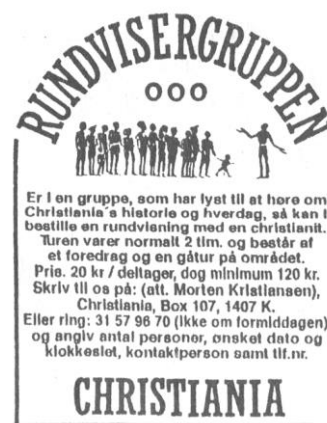 RUNDVISERGRUPPEN
OOO
Er I en gruppe, som har lyst til at høre om
Christiania's historie og hverdag, så kan I
bestille en rundvisning med en christianit.
Turen varer normalt 2 tim. og består af
et foredrag og en gåtur på området.
Pris. 20 kr / deltager, dog minimum 120 kr.
Skriv til os på: (att. Morten Kristiansen),
Christiania, Box 107, 1407 K.
Eller ring: 31 57 96 70 (ikke om formiddagen)
og angiv antal personer, ønsket dato og
klokkeslet, kontaktperson samt tlf.nr.
CHRISTIANIA